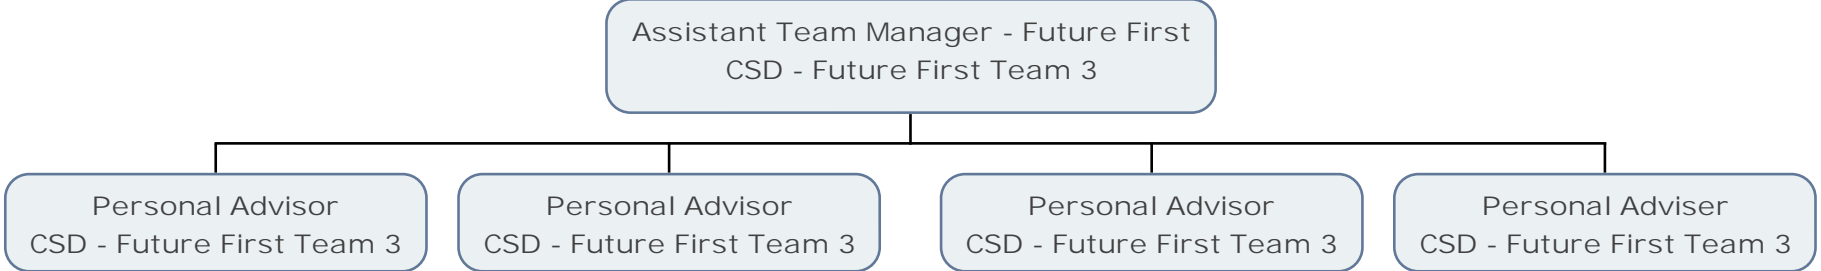 Assistant Team Manager - Future First
CSD - Future First Team 3
Personal Advisor
CSD - Future First Team 3
Personal Advisor
CSD - Future First Team 3
Personal Advisor
CSD - Future First Team 3
Personal Adviser
CSD - Future First Team 3